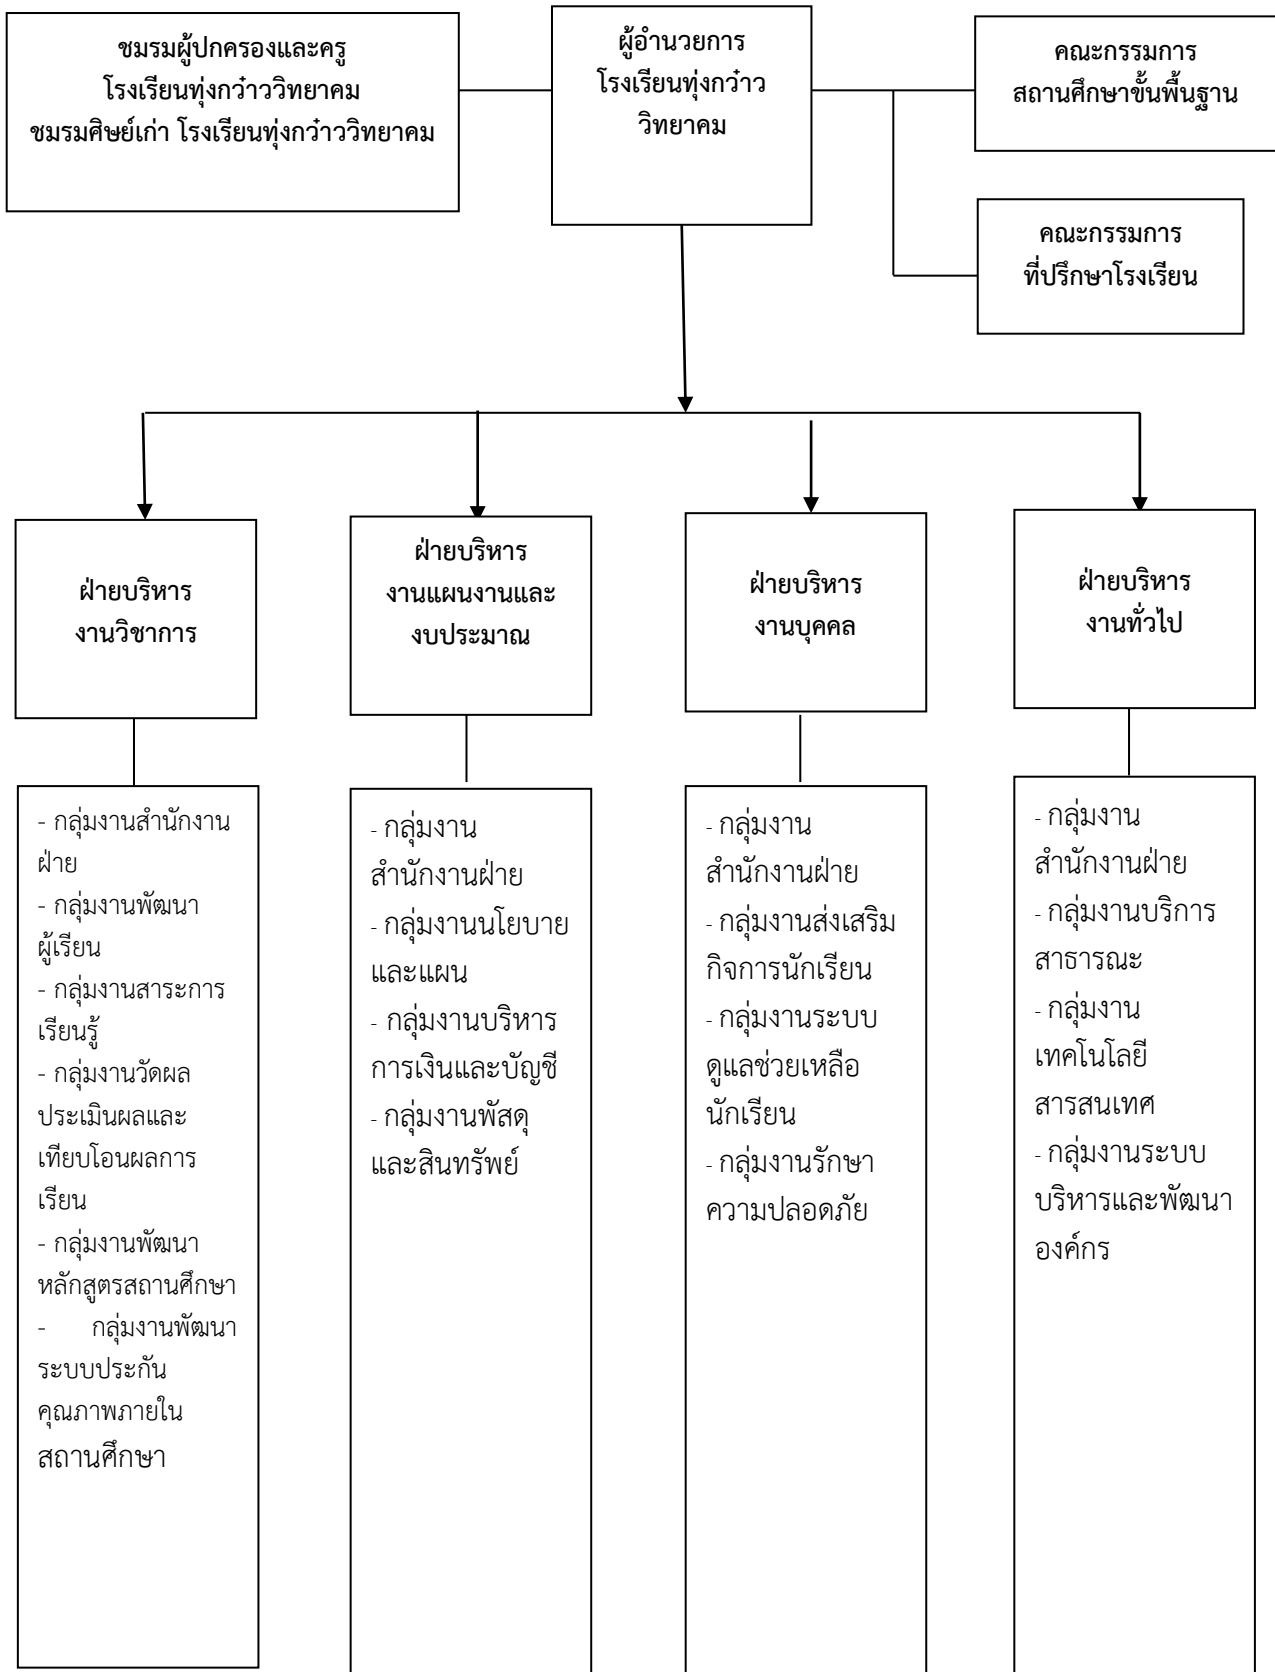 ชมรมผู้ปกครองและครู
โรงเรียนทุ่งกว๋าววิทยาคม
ชมรมศิษย์เก่า โรงเรียนทุ่งกว๋าววิทยาคม
ผู้อำนวยการ
โรงเรียนทุ่งกว๋าว
วิทยาคม
คณะกรรมการ
สถานศึกษาขั้นพื้นฐาน
คณะกรรมการ
ที่ปรึกษาโรงเรียน
ฝ่ายบริหาร
งานวิชาการ
ฝ่ายบริหาร
งานแผนงานและ
งบประมาณ
ฝ่ายบริหาร
งานบุคคล
ฝ่ายบริหาร
งานทั่วไป
- กลุ่มงานสำนักงาน
ฝ่าย
- กลุ่มงานพัฒนา
ผู้เรียน
- กลุ่มงานสาระการ
เรียนรู้
- กลุ่มงานวัดผล
ประเมินผลและ
เทียบโอนผลการ
เรียน
- กลุ่มงานพัฒนา
หลักสูตรสถานศึกษา
- กลุ่มงานพัฒนา
ระบบประกัน
คุณภาพภายใน
สถานศึกษา
- กลุ่มงาน
สำนักงานฝ่าย
- กลุ่มงานนโยบาย
และแผน
- กลุ่มงานบริหาร
การเงินและบัญชี
- กลุ่มงานพัสดุ
และสินทรัพย์
- กลุ่มงาน
สำนักงานฝ่าย
- กลุ่มงานส่งเสริม
กิจการนักเรียน
- กลุ่มงานระบบ
ดูแลช่วยเหลือ
นักเรียน
- กลุ่มงานรักษา
ความปลอดภัย
- กลุ่มงาน
สำนักงานฝ่าย
- กลุ่มงานบริการ
สาธารณะ
- กลุ่มงาน
เทคโนโลยี
สารสนเทศ
- กลุ่มงานระบบ
บริหารและพัฒนา
องค์กร